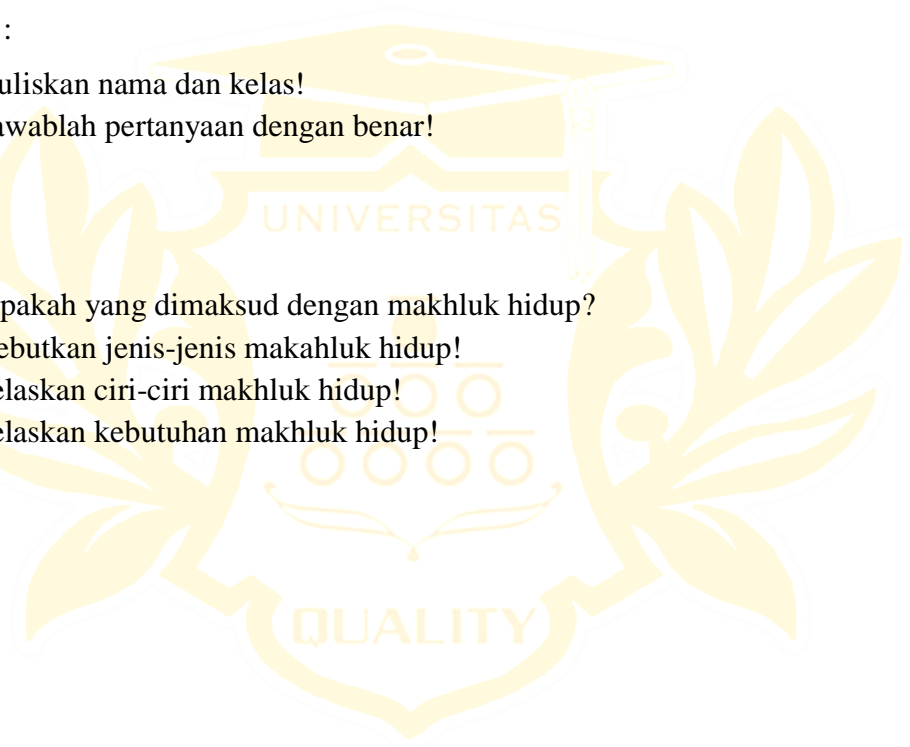 :
uliskan nama dan kelas!
awablah pertanyaan dengan benar!
UNIVERSITAS
pakah yang dimaksud dengan makhluk hidup?
ebutkan jenis-jenis makahluk hidup!
elaskan ciri-ciri makhluk hidup!
elaskan kebutuhan makhluk hidup!
QUALITY